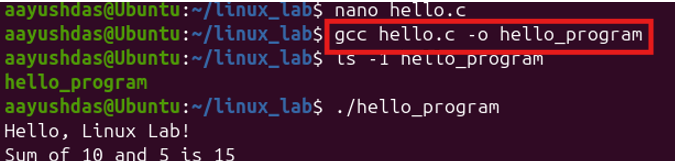 aayushdas@Ubuntu:~/linux_lab$ nano hello.c
aayushdas@Ubuntu:~/linux_lab$ gcc hello.c -o hello_program
aayushdas@Ubuntu:~/linux_lab$ ls -l hello_program
hello_program
aayushdas@Ubuntu:~/linux_lab$ ./hello_program
Hello, Linux Lab!
Sum of 10 and 5 is 15